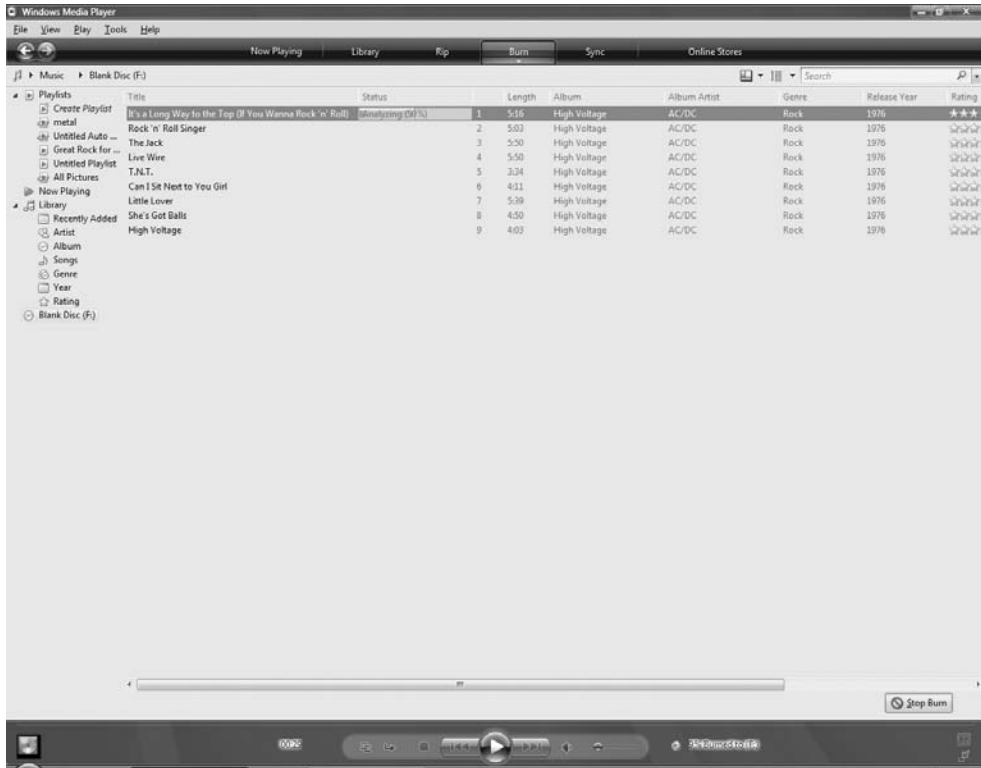 Windows Media Player
File View Play Tools Help
Now Playing Library Rip Burn Sync Online Stores
Music Blank Disc (F:) Search
Playlists
Create Playlist
metal
Untitled Auto ...
Great Rock for ...
Untitled Playlist
All Pictures
Now Playing
Library
Recently Added
Artist
Album
Songs
Genre
Year
Rating
Blank Disc (F:)
Title Status Length Album Album Artist Genre Release Year Rating
It's a Long Way to the Top (If You Wanna Rock 'n' Roll) Analyzing 1 5:16 High Voltage AC/DC Rock 1976
Rock 'n' Roll Singer 2 5:03 High Voltage AC/DC Rock 1976
The Jack 3 5:50 High Voltage AC/DC Rock 1976
Live Wire 4 5:50 High Voltage AC/DC Rock 1976
T.N.T. 5 3:34 High Voltage AC/DC Rock 1976
Can I Sit Next to You Girl 6 4:11 High Voltage AC/DC Rock 1976
Little Lover 7 5:39 High Voltage AC/DC Rock 1976
She's Got Balls 8 4:50 High Voltage AC/DC Rock 1976
High Voltage 9 4:03 High Voltage AC/DC Rock 1976
Stop Burn
Burned to (F:)